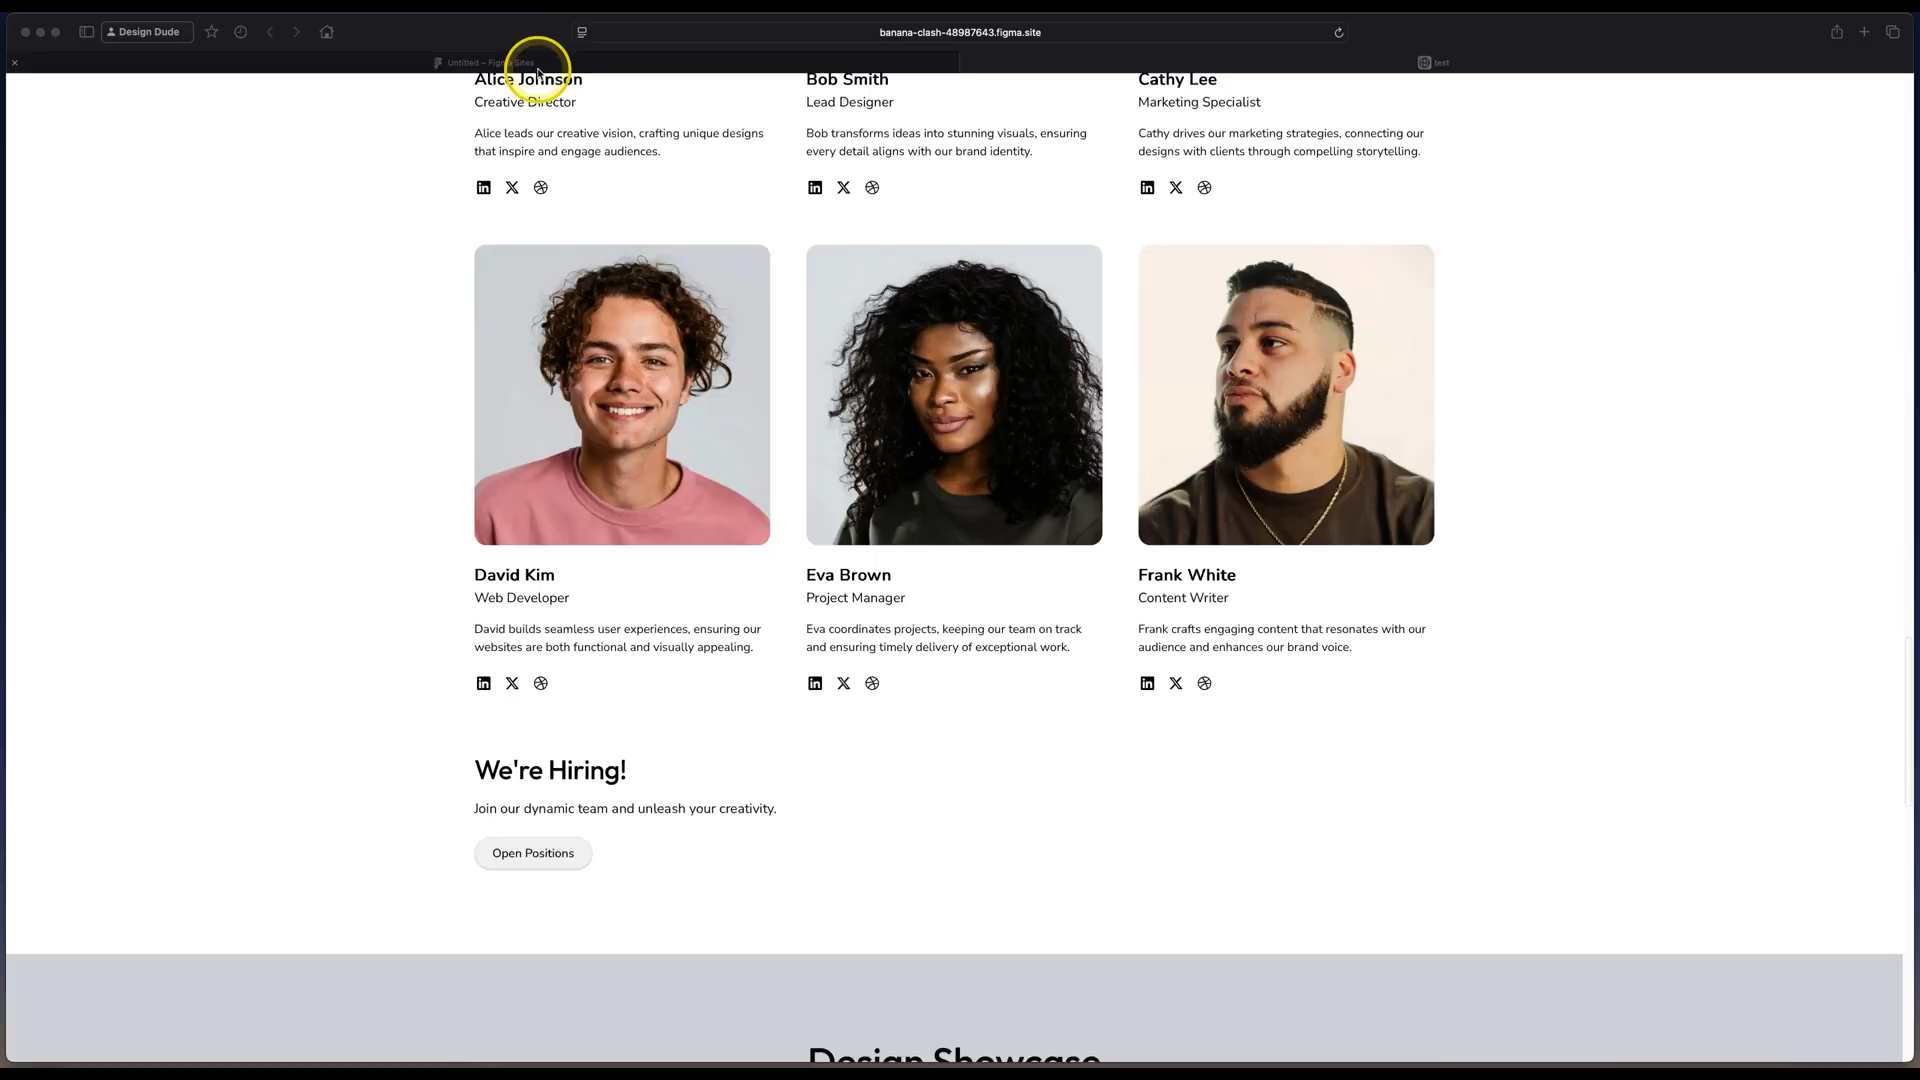 Design Dude
banana-clash-48987643.figma.site
Untitled – Figma Sites
test
Alice Johnson
Bob Smith
Cathy Lee
Creative Director
Lead Designer
Marketing Specialist
Alice leads our creative vision, crafting unique designs
that inspire and engage audiences.
Bob transforms ideas into stunning visuals, ensuring
every detail aligns with our brand identity.
Cathy drives our marketing strategies, connecting our
designs with clients through compelling storytelling.
David Kim
Web Developer
David builds seamless user experiences, ensuring our
websites are both functional and visually appealing.
Eva Brown
Project Manager
Eva coordinates projects, keeping our team on track
and ensuring timely delivery of exceptional work.
Frank White
Content Writer
Frank crafts engaging content that resonates with our
audience and enhances our brand voice.
We're Hiring!
Join our dynamic team and unleash your creativity.
Open Positions
Design Showcase